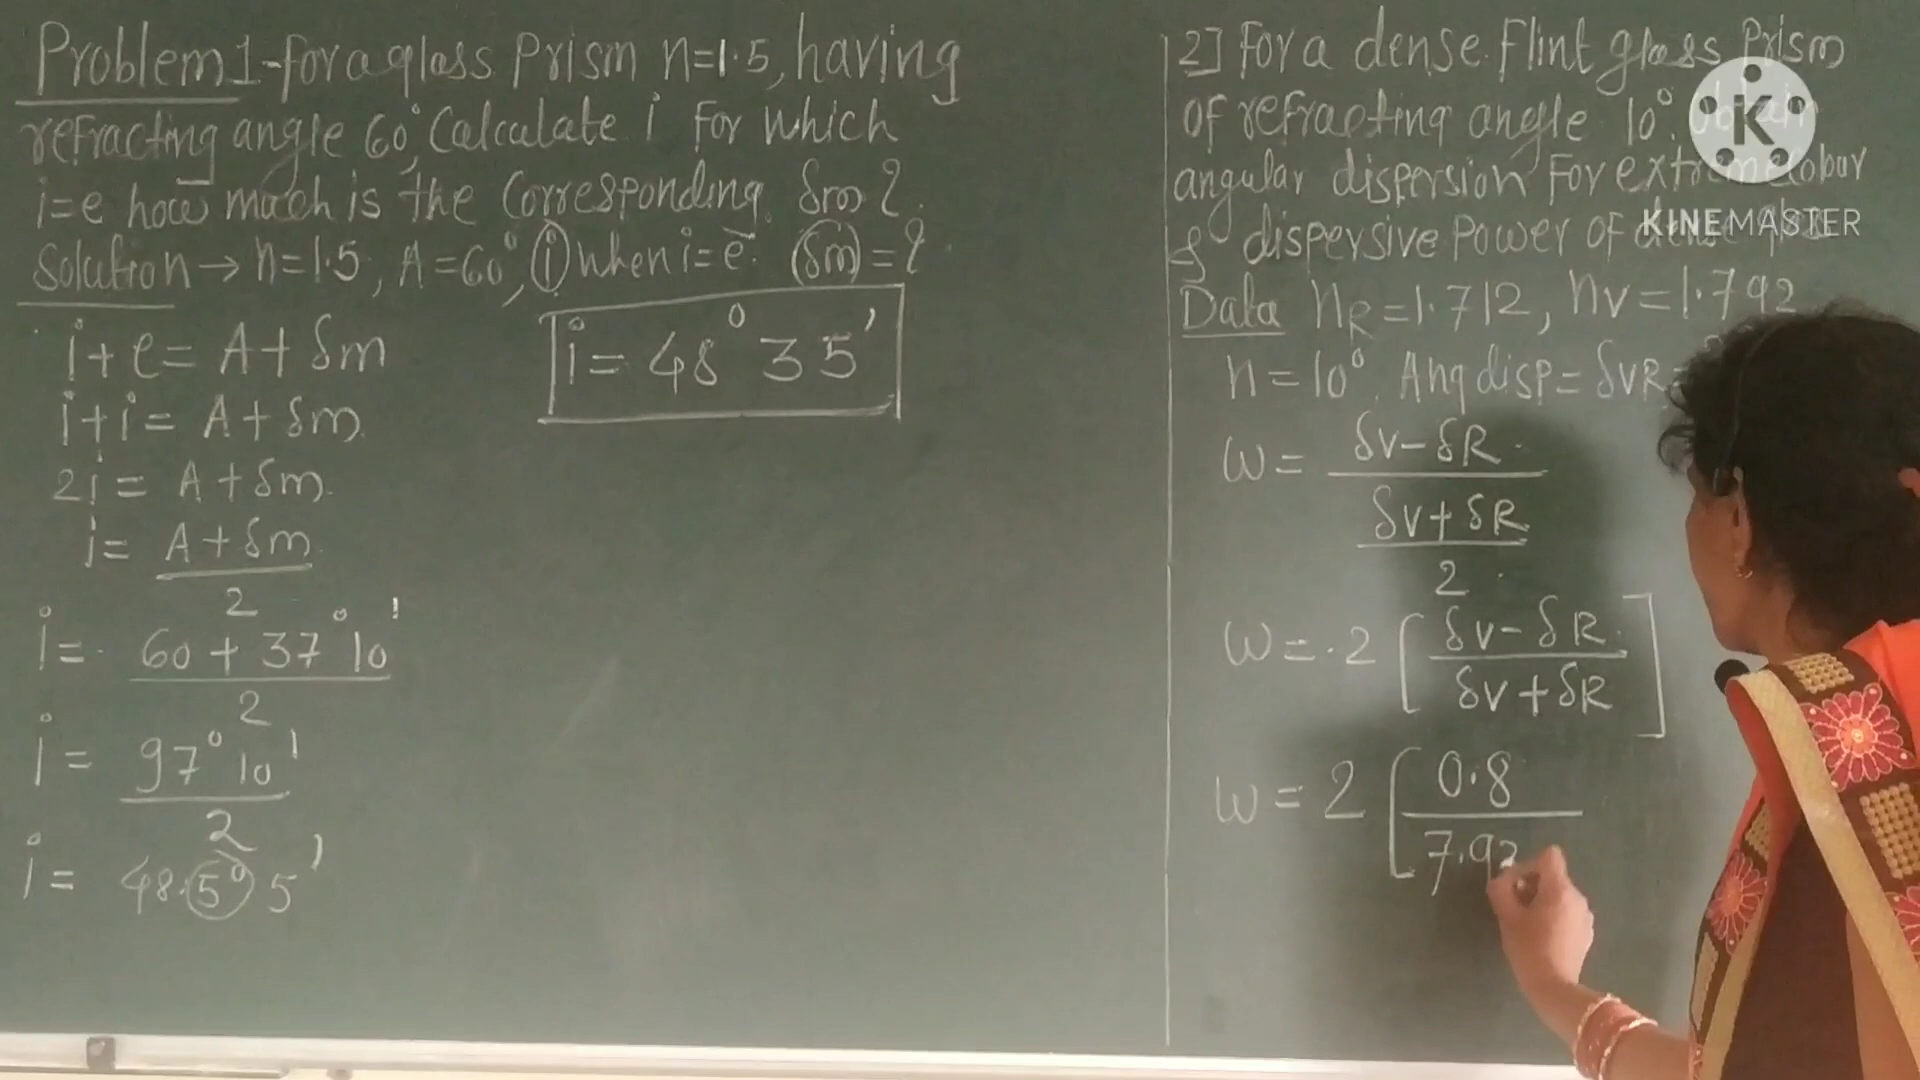 Problem 1 - for a glass Prism n=1.5, having
refracting angle 60°, Calculate i For which
i=e how much is the Corresponding δm ?
Solution → n=1.5, A=60°, (i) when i=e. (δm)=?
i+e= A+δm
i+i= A+δm
2i= A+δm
i= A+δm
2
i= 60+37°10'
2
i= 97°10'
2
i= 48.5° 5'
i= 48° 35'
2] For a dense Flint glass Prism
of refracting angle 10°.
angular dispersion For extreme
& dispersive Power of
Data nR=1.712, nV=1.792
n=10°. Ang disp= δVR=
ω= δV-δR
δV+δR
2
ω=.2 [ δV-δR ]
δV+δR
ω=2 [ 0.8
7.9
K
KINEMASTER